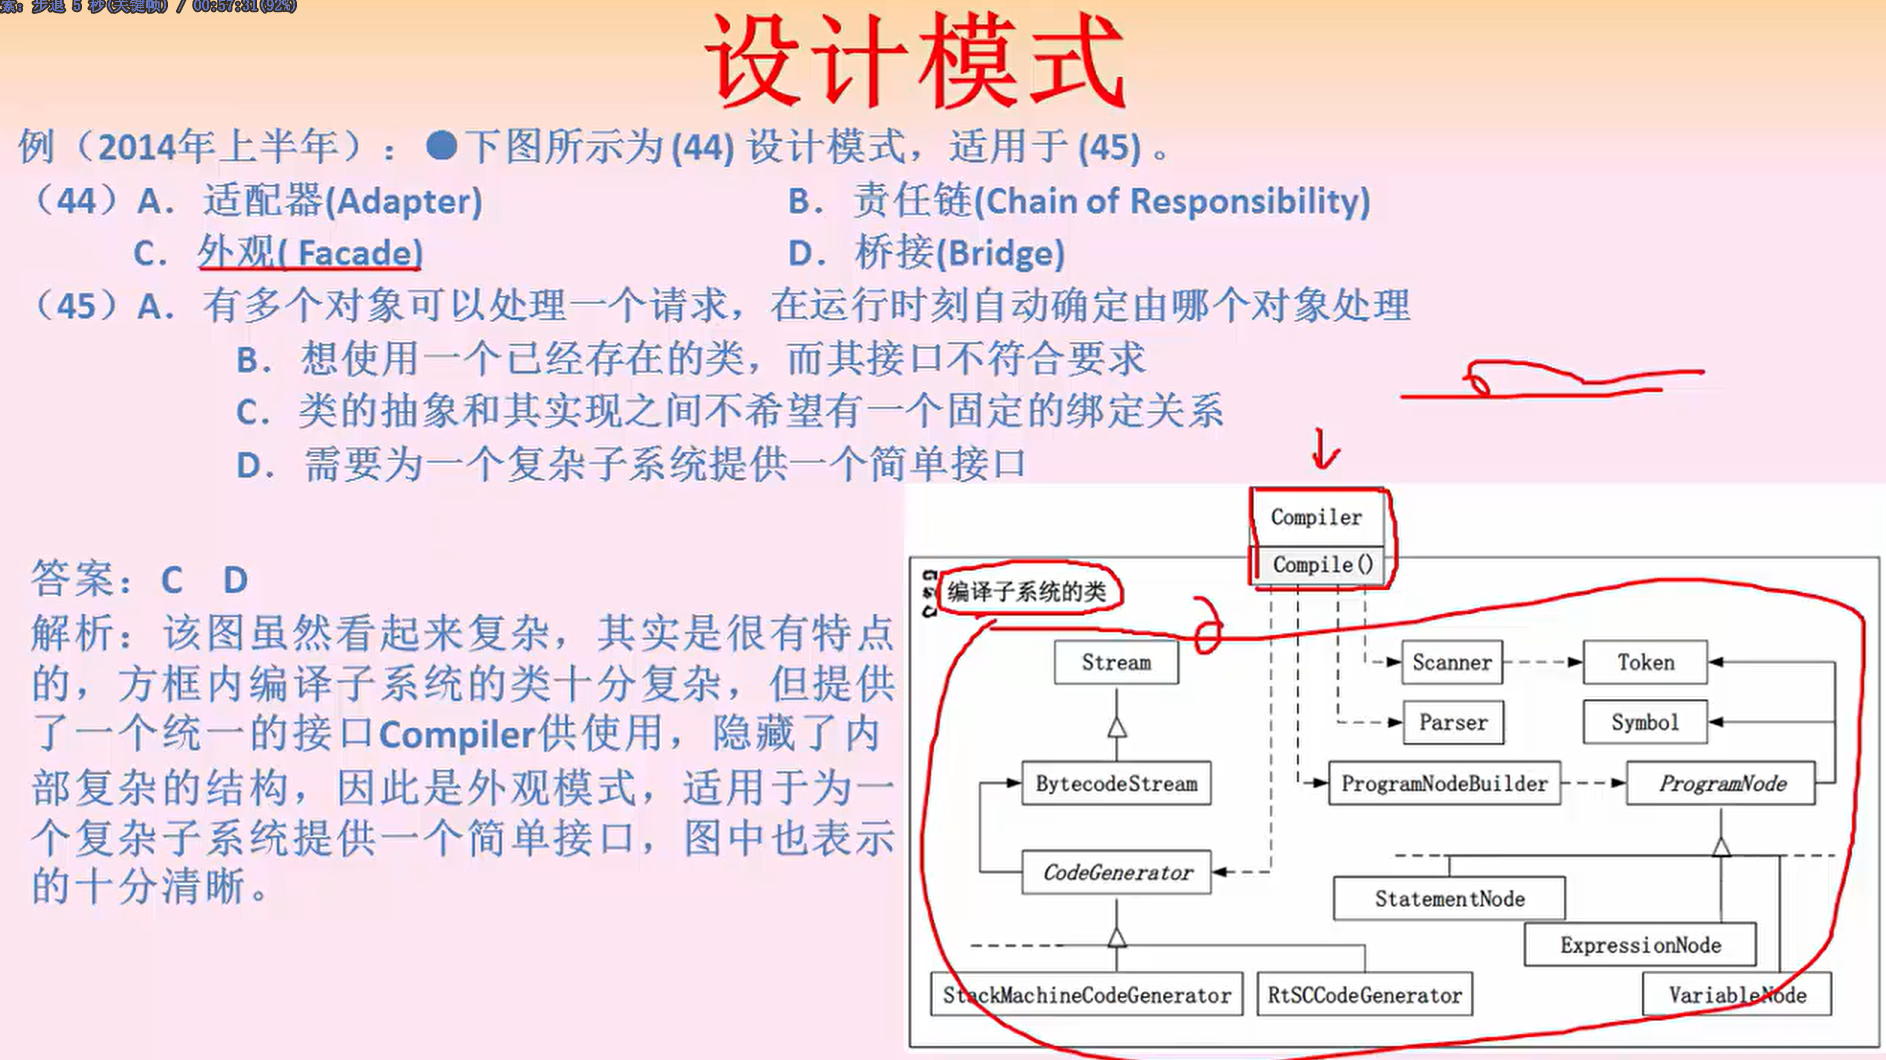 索: 步退 5 秒(关键帧) / 00:57:31(92%)
设计模式
例（2014年上半年）：●下图所示为(44)设计模式，适用于(45)。
（44）A．适配器(Adapter) B．责任链(Chain of Responsibility)
C．外观( Facade) D．桥接(Bridge)
（45）A．有多个对象可以处理一个请求，在运行时刻自动确定由哪个对象处理
B．想使用一个已经存在的类，而其接口不符合要求
C．类的抽象和其实现之间不希望有一个固定的绑定关系
D．需要为一个复杂子系统提供一个简单接口
答案：C D
解析：该图虽然看起来复杂，其实是很有特点
的，方框内编译子系统的类十分复杂，但提供
了一个统一的接口Compiler供使用，隐藏了内
部复杂的结构，因此是外观模式，适用于为一
个复杂子系统提供一个简单接口，图中也表示
的十分清晰。
Compiler
Compile()
编译子系统的类
Stream
Scanner
Token
Parser
Symbol
BytecodeStream
ProgramNodeBuilder
ProgramNode
CodeGenerator
StatementNode
ExpressionNode
StackMachineCodeGenerator
RtSCCodeGenerator
VariableNode